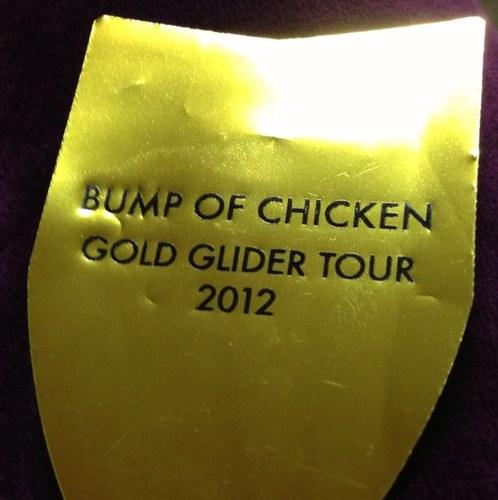 BUMP OF CHICKEN
GOLD GLIDER TOUR
2012